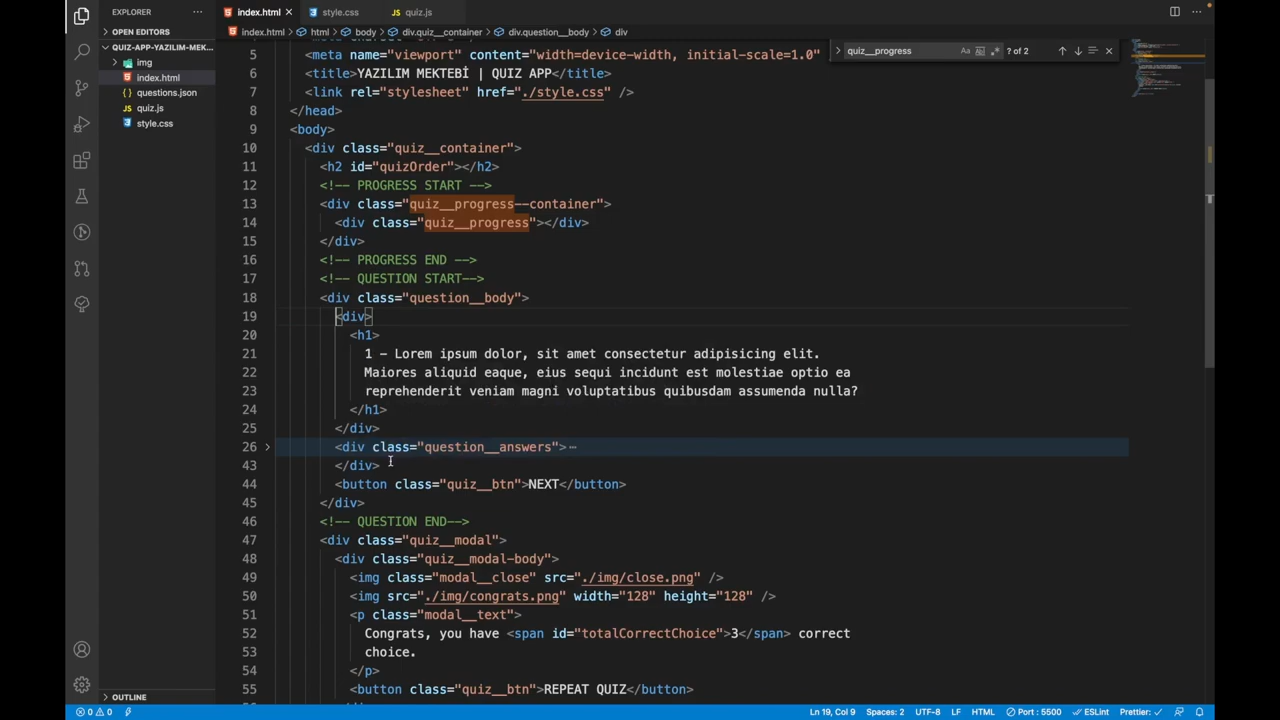 EXPLORER
index.html
style.css
quiz.js
OPEN EDITORS
index.html > html > body > div.quiz__container > div.question__body > div
QUIZ-APP-YAZILIM-MEK...
img
index.html
questions.json
quiz.js
style.css
quiz__progress Aa ab .* ? of 2
5 <meta name="viewport" content="width=device-width, initial-scale=1.0"
6 <title>YAZILIM MEKTEBİ | QUIZ APP</title>
7 <link rel="stylesheet" href="./style.css" />
8 </head>
9 <body>
10 <div class="quiz__container">
11 <h2 id="quizOrder"></h2>
12 <!-- PROGRESS START -->
13 <div class="quiz__progress--container">
14 <div class="quiz__progress"></div>
15 </div>
16 <!-- PROGRESS END -->
17 <!-- QUESTION START-->
18 <div class="question__body">
19 <div>
20 <h1>
21 1 - Lorem ipsum dolor, sit amet consectetur adipisicing elit.
22 Maiores aliquid eaque, eius sequi incidunt est molestiae optio ea
23 reprehenderit veniam magni voluptatibus quibusdam assumenda nulla?
24 </h1>
25 </div>
26 <div class="question__answers">⋯
43 </div>
44 <button class="quiz__btn">NEXT</button>
45 </div>
46 <!-- QUESTION END-->
47 <div class="quiz__modal">
48 <div class="quiz__modal-body">
49 <img class="modal__close" src="./img/close.png" />
50 <img src="./img/congrats.png" width="128" height="128" />
51 <p class="modal__text">
52 Congrats, you have <span id="totalCorrectChoice">3</span> correct
53 choice.
54 </p>
55 <button class="quiz__btn">REPEAT QUIZ</button>
OUTLINE
0 0 Ln 19, Col 9 Spaces: 2 UTF-8 LF HTML Port : 5500 ESLint Prettier: ✓